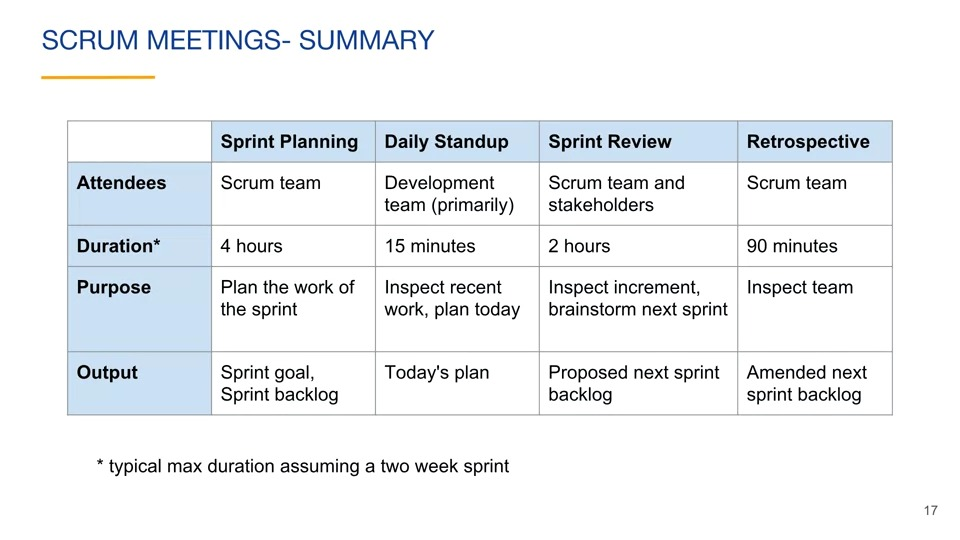 SCRUM MEETINGS- SUMMARY
Sprint Planning Daily Standup Sprint Review Retrospective
Attendees Scrum team Development Scrum team and Scrum team
team (primarily) stakeholders
Duration* 4 hours 15 minutes 2 hours 90 minutes
Purpose Plan the work of Inspect recent Inspect increment, Inspect team
the sprint work, plan today brainstorm next sprint
Output Sprint goal, Today's plan Proposed next sprint Amended next
Sprint backlog backlog sprint backlog
* typical max duration assuming a two week sprint
17